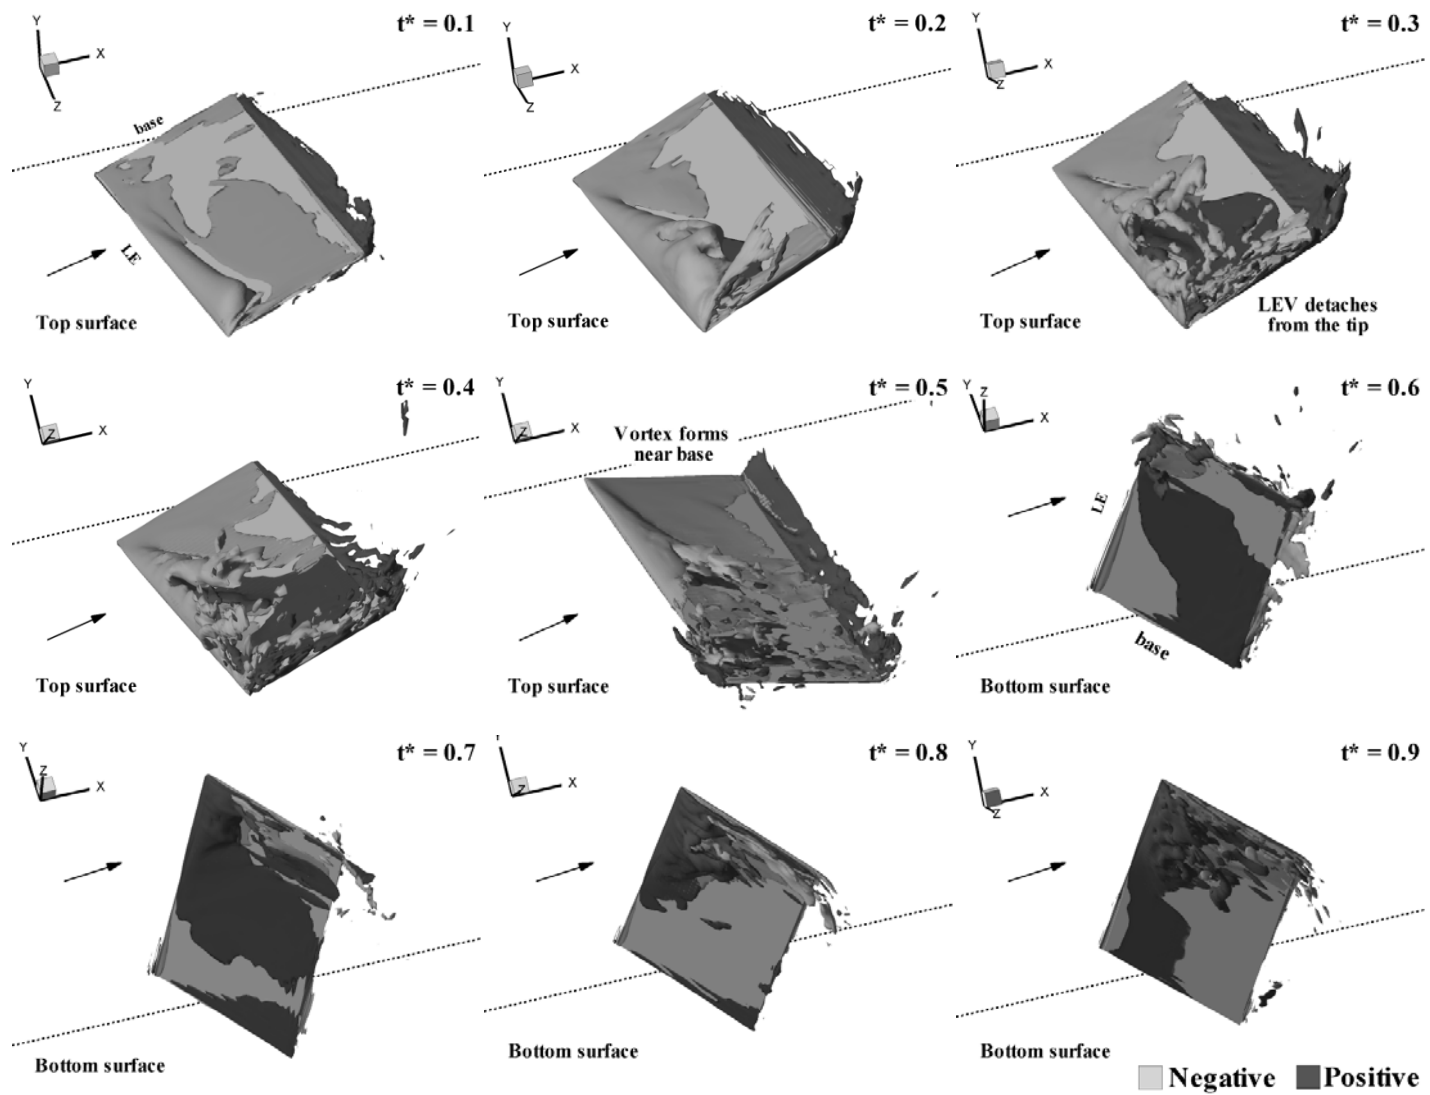 t* = 0.1
Y
X
Z
base
LE
Top surface
t* = 0.2
Y
X
Z
Top surface
t* = 0.3
Y
X
Z
Top surface
LEV detaches
from the tip
t* = 0.4
Y
X
Z
Top surface
t* = 0.5
Y
X
Z
Vortex forms
near base
Top surface
t* = 0.6
Y
Z
X
LE
base
Bottom surface
t* = 0.7
Y
Z
X
Bottom surface
t* = 0.8
X
Z
Bottom surface
t* = 0.9
Y
X
Z
Bottom surface
Negative Positive